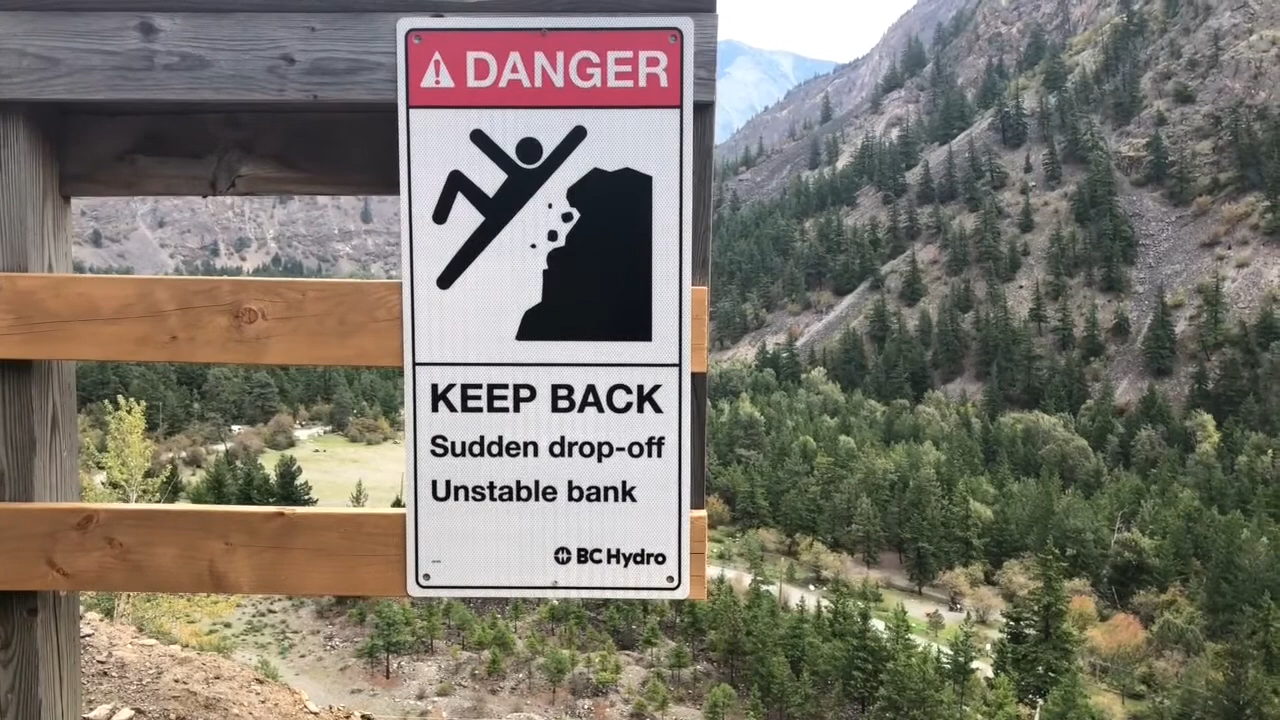 DANGER
KEEP BACK
Sudden drop-off
Unstable bank
BC Hydro